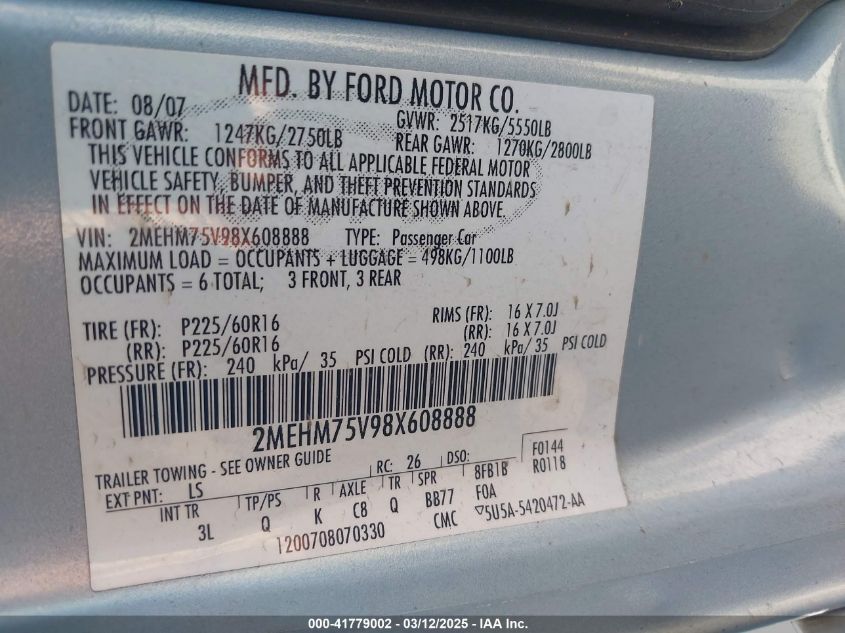 MFD. BY FORD MOTOR CO.
DATE: 08/07 GVWR: 2517KG/5550LB
FRONT GAWR: 1247KG/2750LB REAR GAWR: 1270KG/2800LB
THIS VEHICLE CONFORMS TO ALL APPLICABLE FEDERAL MOTOR
VEHICLE SAFETY, BUMPER, AND THEFT PREVENTION STANDARDS
IN EFFECT ON THE DATE OF MANUFACTURE SHOWN ABOVE.
VIN: 2MEHM75V98X608888 TYPE: Passenger Car
MAXIMUM LOAD = OCCUPANTS + LUGGAGE = 498KG/1100LB
OCCUPANTS = 6 TOTAL; 3 FRONT, 3 REAR
TIRE (FR): P225/60R16 RIMS (FR): 16 X 7.0J
(RR): P225/60R16 (RR): 16 X 7.0J
PRESSURE (FR): 240 kPa/ 35 PSI COLD (RR): 240 kPa/ 35 PSI COLD
2MEHM75V98X608888
TRAILER TOWING - SEE OWNER GUIDE
EXT PNT: LS RC: 26 DSO: F0144
INT TR TP/PS R AXLE TR SPR 8FB1B R0118
3L Q K C8 Q BB77 F0A
1200708070330 CMC ▽5U5A-5420472-AA
000-41779002 - 03/12/2025 - IAA Inc.